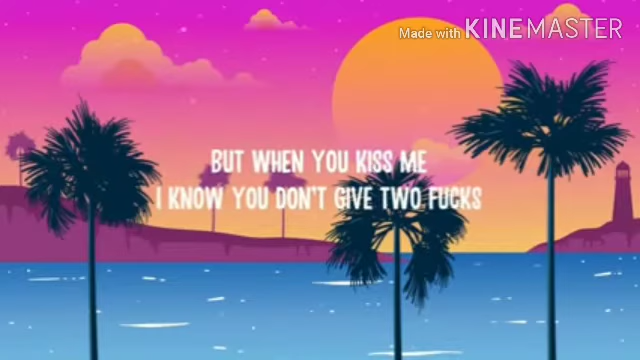 Made with KINEMASTER
BUT WHEN YOU KISS ME
I KNOW YOU DON'T GIVE TWO FUCKS